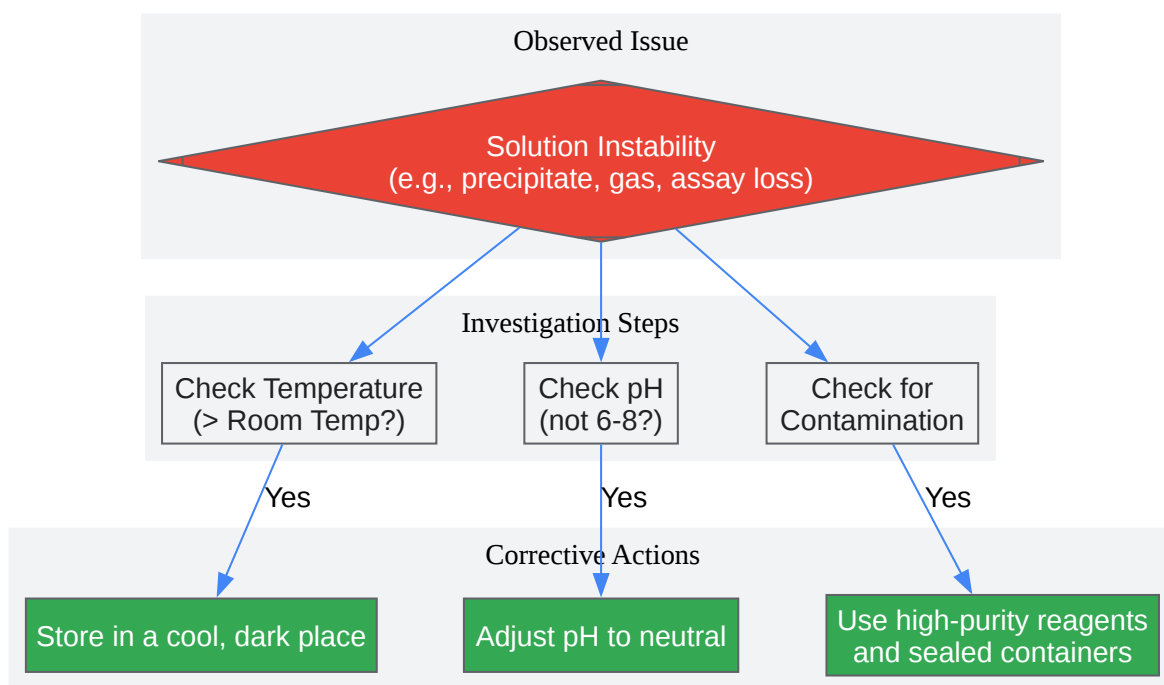 Observed Issue
Solution Instability
(e.g., precipitate, gas, assay loss)
Investigation Steps
Check Temperature
(> Room Temp?)
Check pH
(not 6-8?)
Check for
Contamination
Yes
Yes
Yes
Corrective Actions
Store in a cool, dark place
Adjust pH to neutral
Use high-purity reagents
and sealed containers